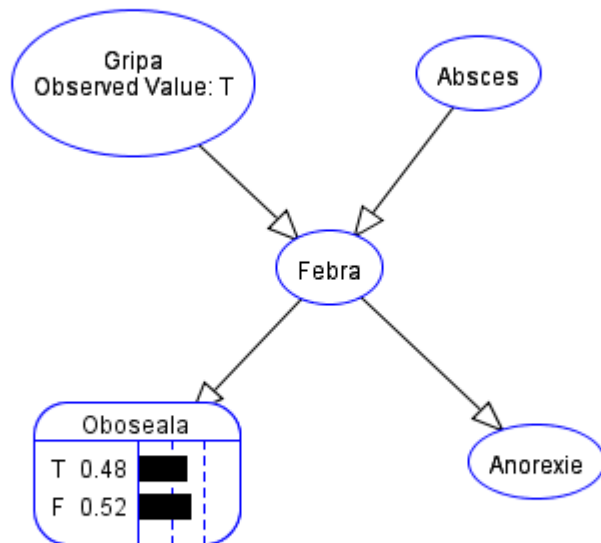 Gripa
Observed Value: T
Absces
Febra
Oboseala
T 0.48
F 0.52
Anorexie